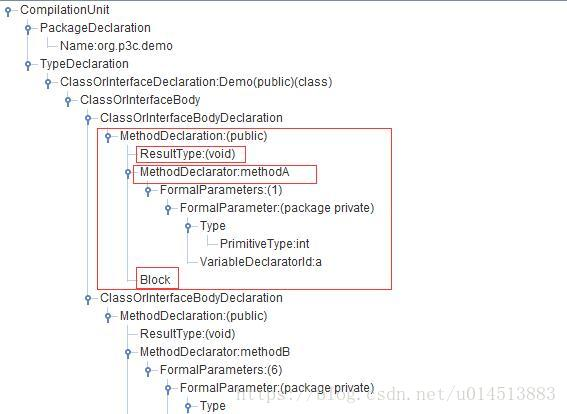 CompilationUnit
PackageDeclaration
Name:org.p3c.demo
TypeDeclaration
ClassOrInterfaceDeclaration:Demo(public)(class)
ClassOrInterfaceBody
ClassOrInterfaceBodyDeclaration
MethodDeclaration:(public)
ResultType:(void)
MethodDeclarator:methodA
FormalParameters:(1)
FormalParameter:(package private)
Type
PrimitiveType:int
VariableDeclaratorId:a
Block
ClassOrInterfaceBodyDeclaration
MethodDeclaration:(public)
ResultType:(void)
MethodDeclarator:methodB
FormalParameters:(6)
FormalParameter:(package private)
https://blog.csdn.net/u014513883
Type